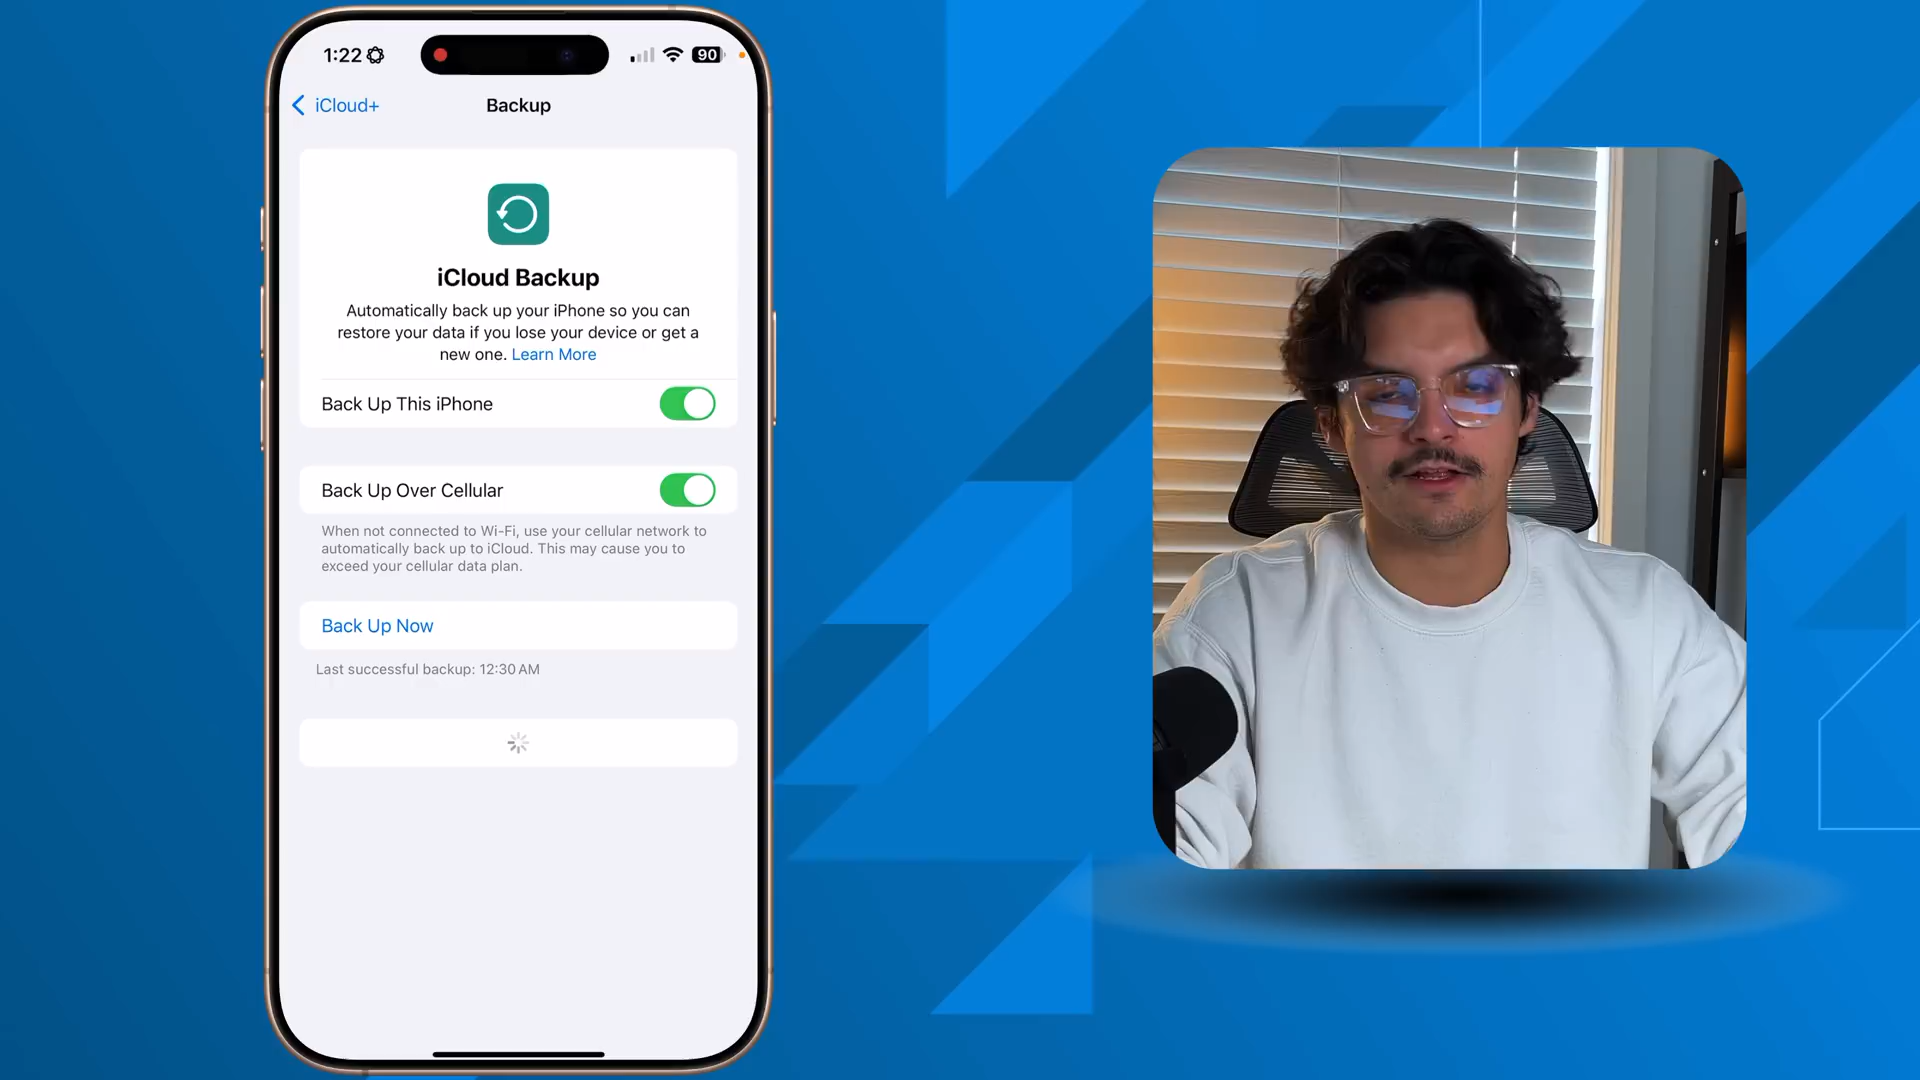 1:22
90
iCloud+
Backup
iCloud Backup
Automatically back up your iPhone so you can
restore your data if you lose your device or get a
new one. Learn More
Back Up This iPhone
Back Up Over Cellular
When not connected to Wi-Fi, use your cellular network to
automatically back up to iCloud. This may cause you to
exceed your cellular data plan.
Back Up Now
Last successful backup: 12:30 AM